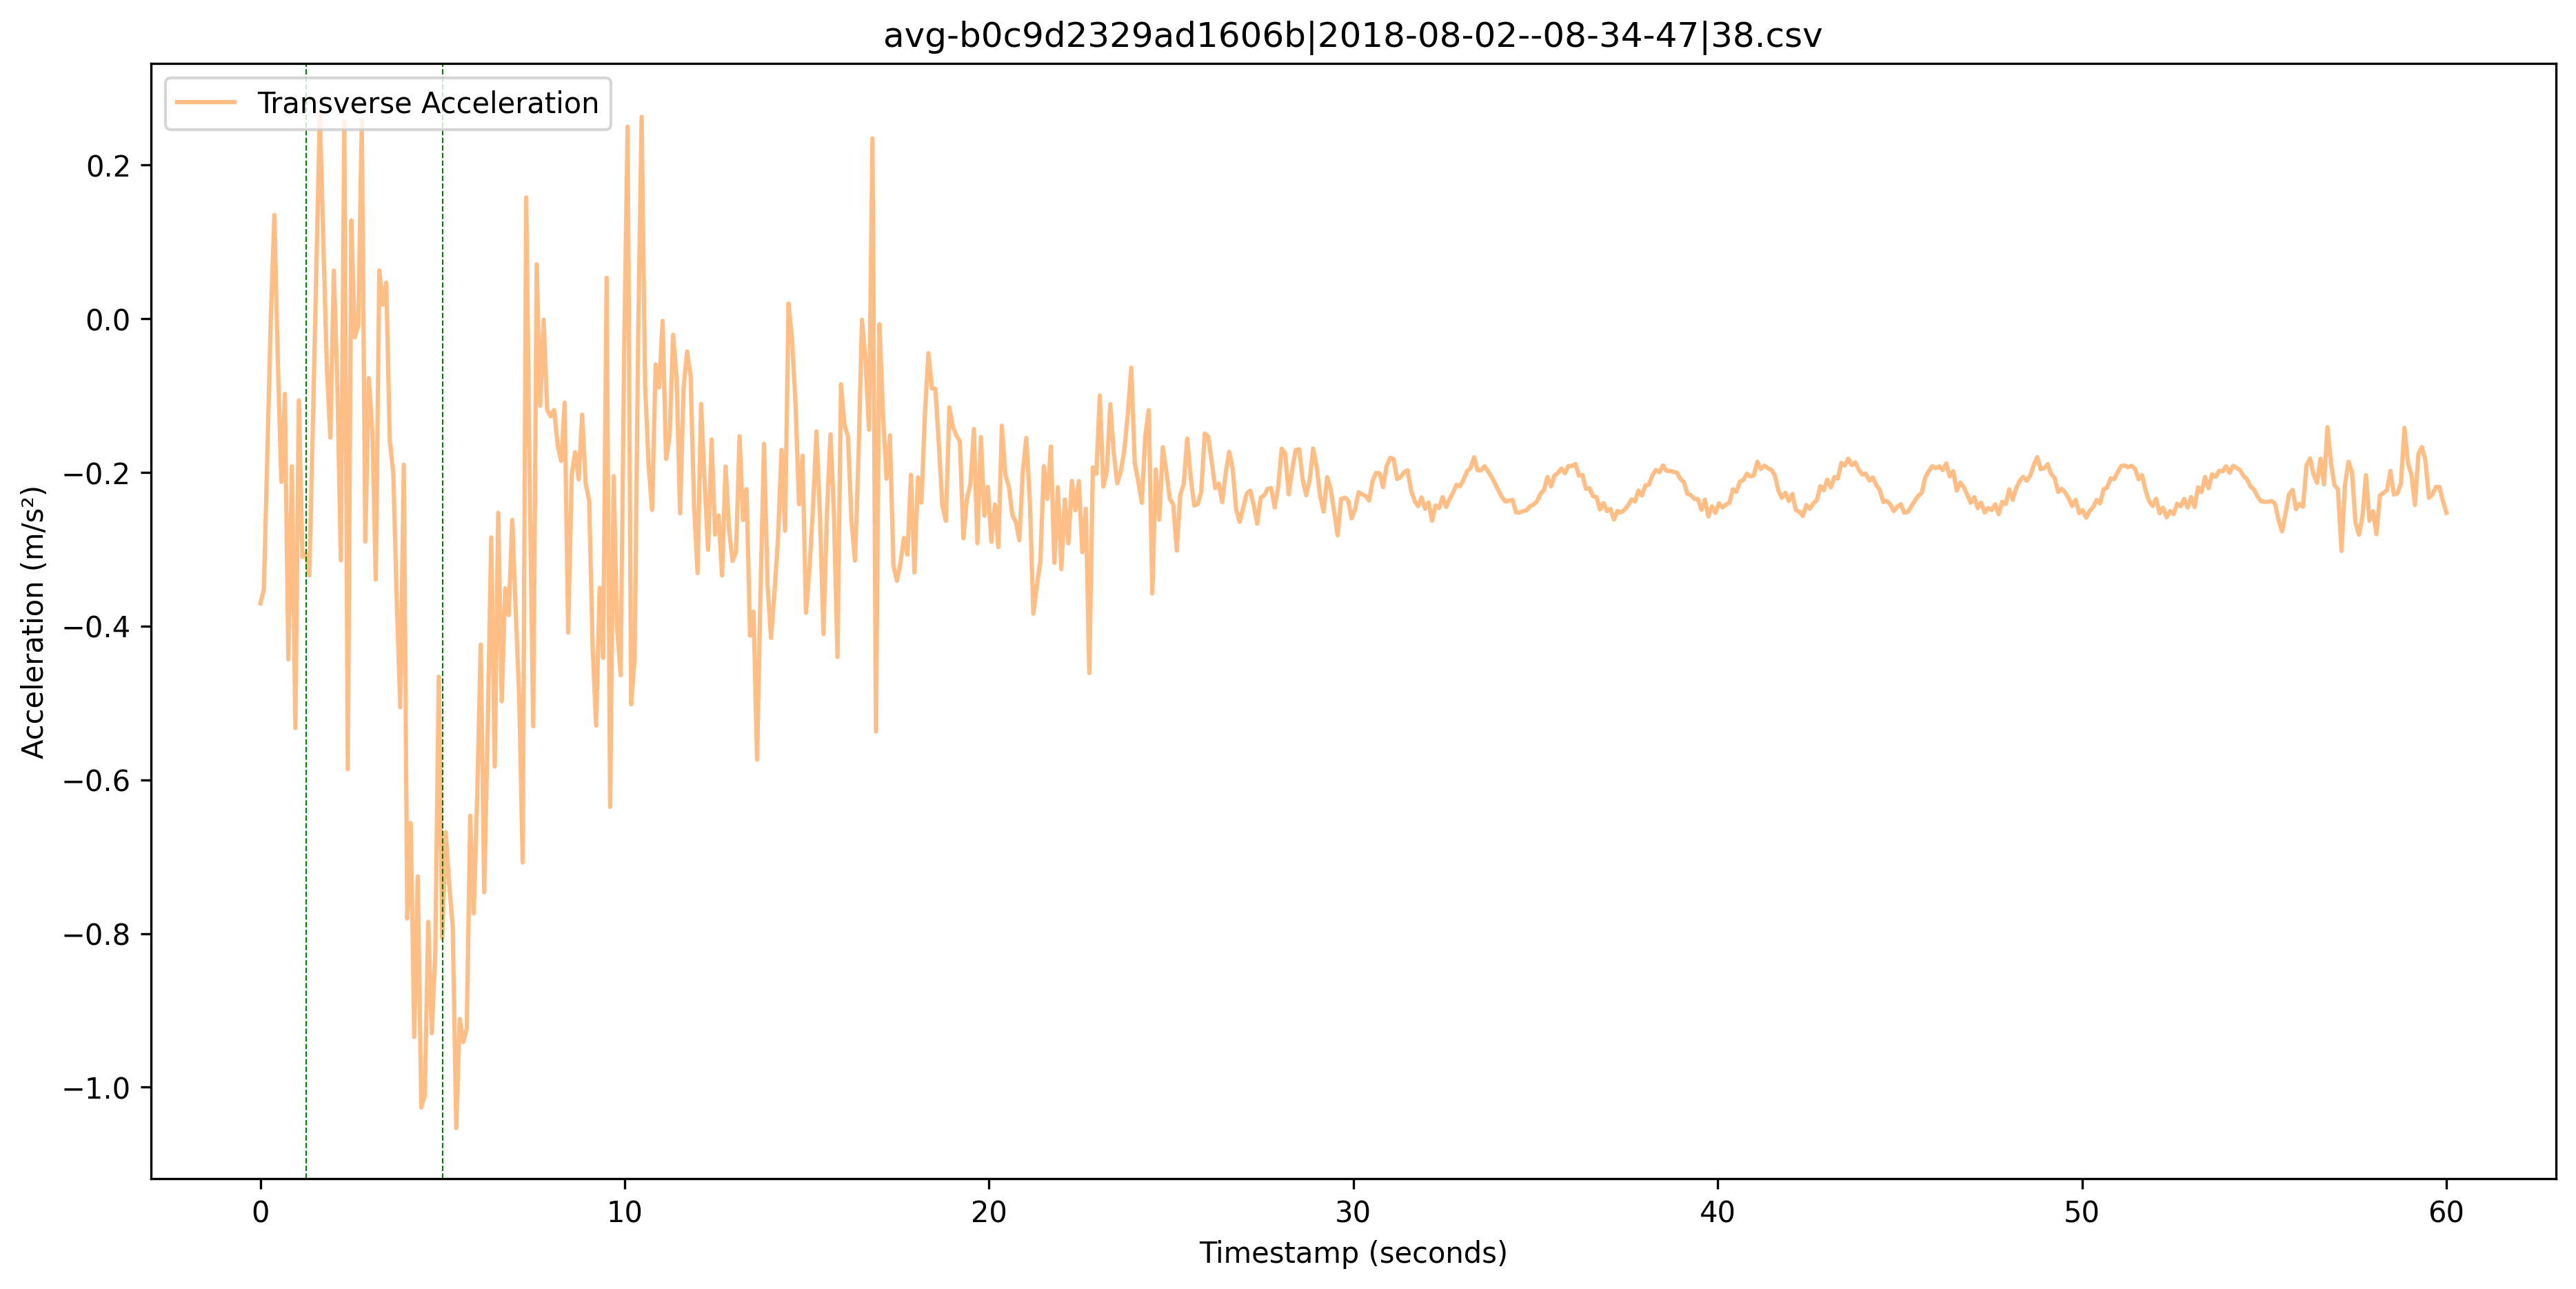 avg-b0c9d2329ad1606b|2018-08-02--08-34-47|38.csv
Transverse Acceleration
Acceleration (m/s²)
0.2
0.0
−0.2
−0.4
−0.6
−0.8
−1.0
0 10 20 30 40 50 60
Timestamp (seconds)